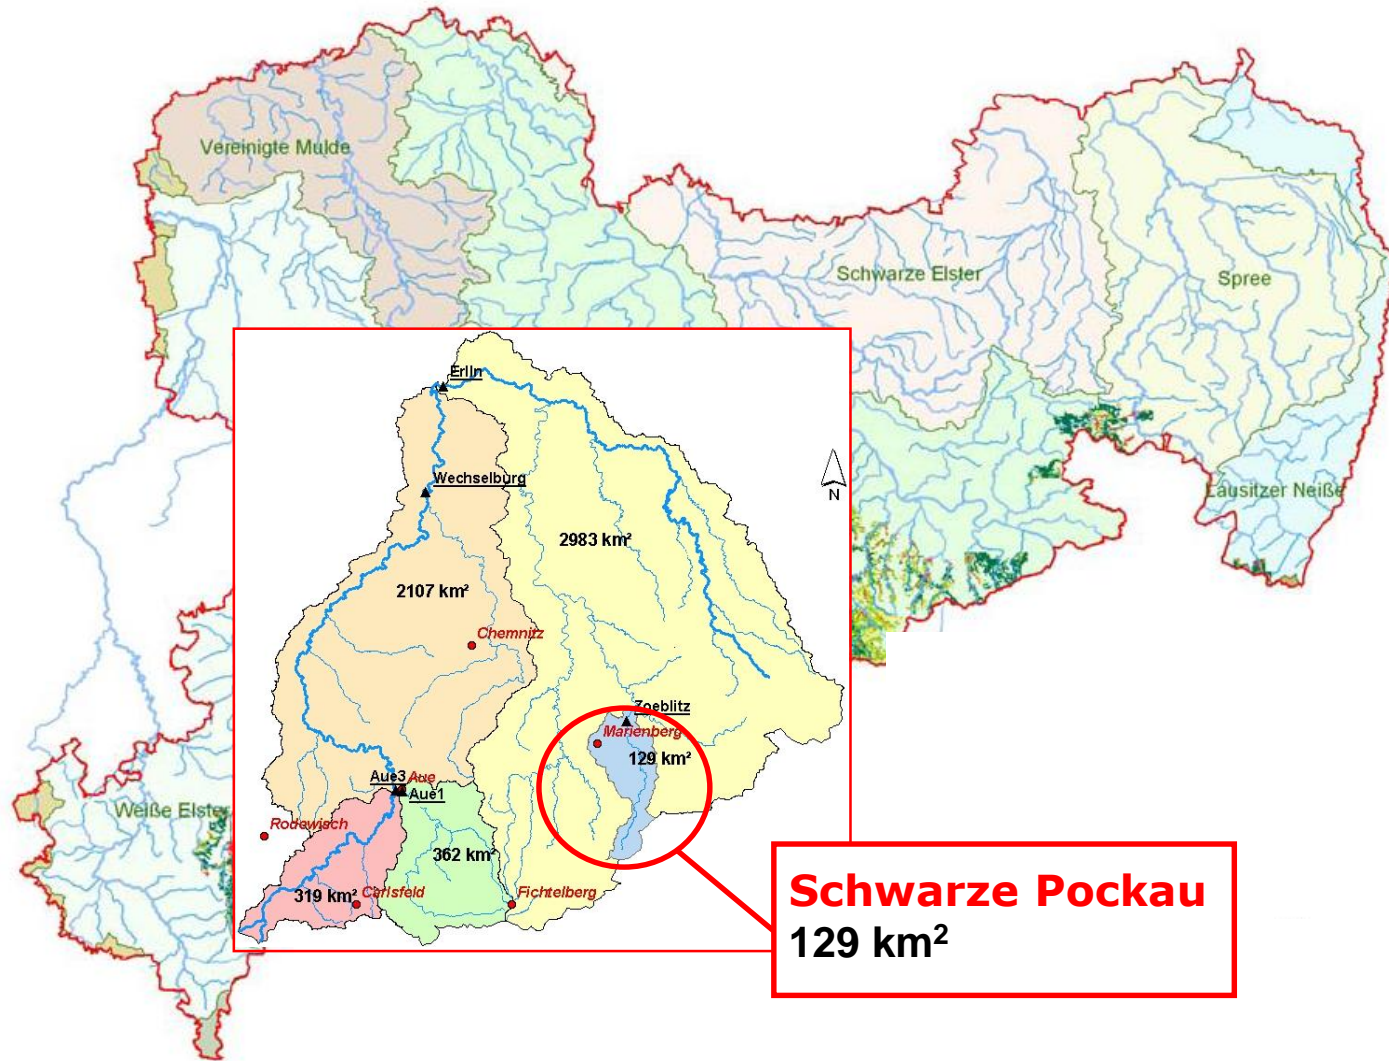 Vereinigte Mulde
Schwarze Elster
Spree
Lausitzer Neiße
Weiße Elster
Erlln
Wechselburg
N
2983 km²
2107 km²
Chemnitz
Zoeblitz
Marienberg
129 km²
Aue3
Aue
Aue1
Rodewisch
362 km²
319 km²
Carlsfeld
Fichtelberg
Schwarze Pockau
129 km²